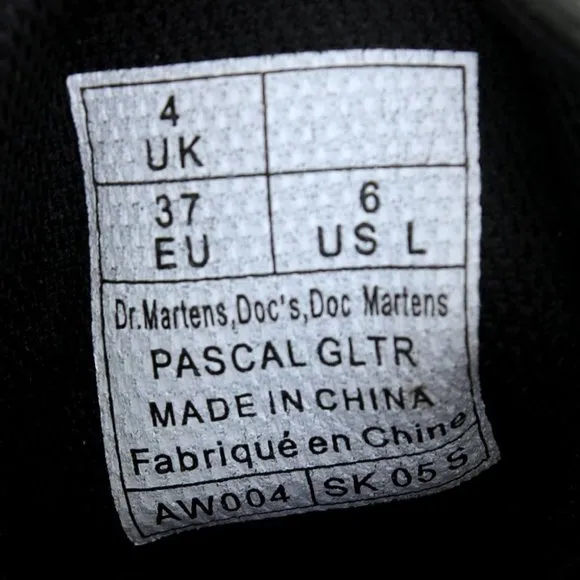 4
UK
37
EU
6
US L
Dr.Martens,Doc's,Doc Martens
PASCAL GLTR
MADE IN CHINA
Fabriqué en Chine
AW004 SK 05 S